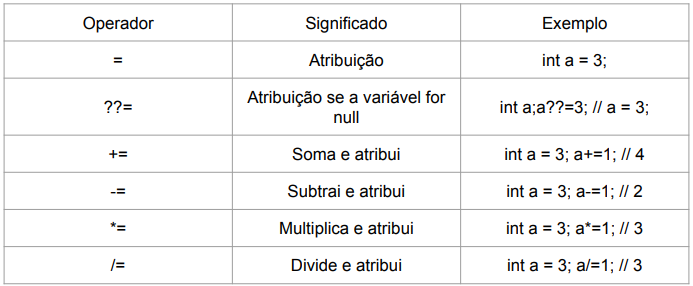 Operador Significado Exemplo
= Atribuição int a = 3;
??= Atribuição se a variável for
null int a;a??=3; // a = 3;
+= Soma e atribui int a = 3; a+=1; // 4
-= Subtrai e atribui int a = 3; a-=1; // 2
*= Multiplica e atribui int a = 3; a*=1; // 3
/= Divide e atribui int a = 3; a/=1; // 3